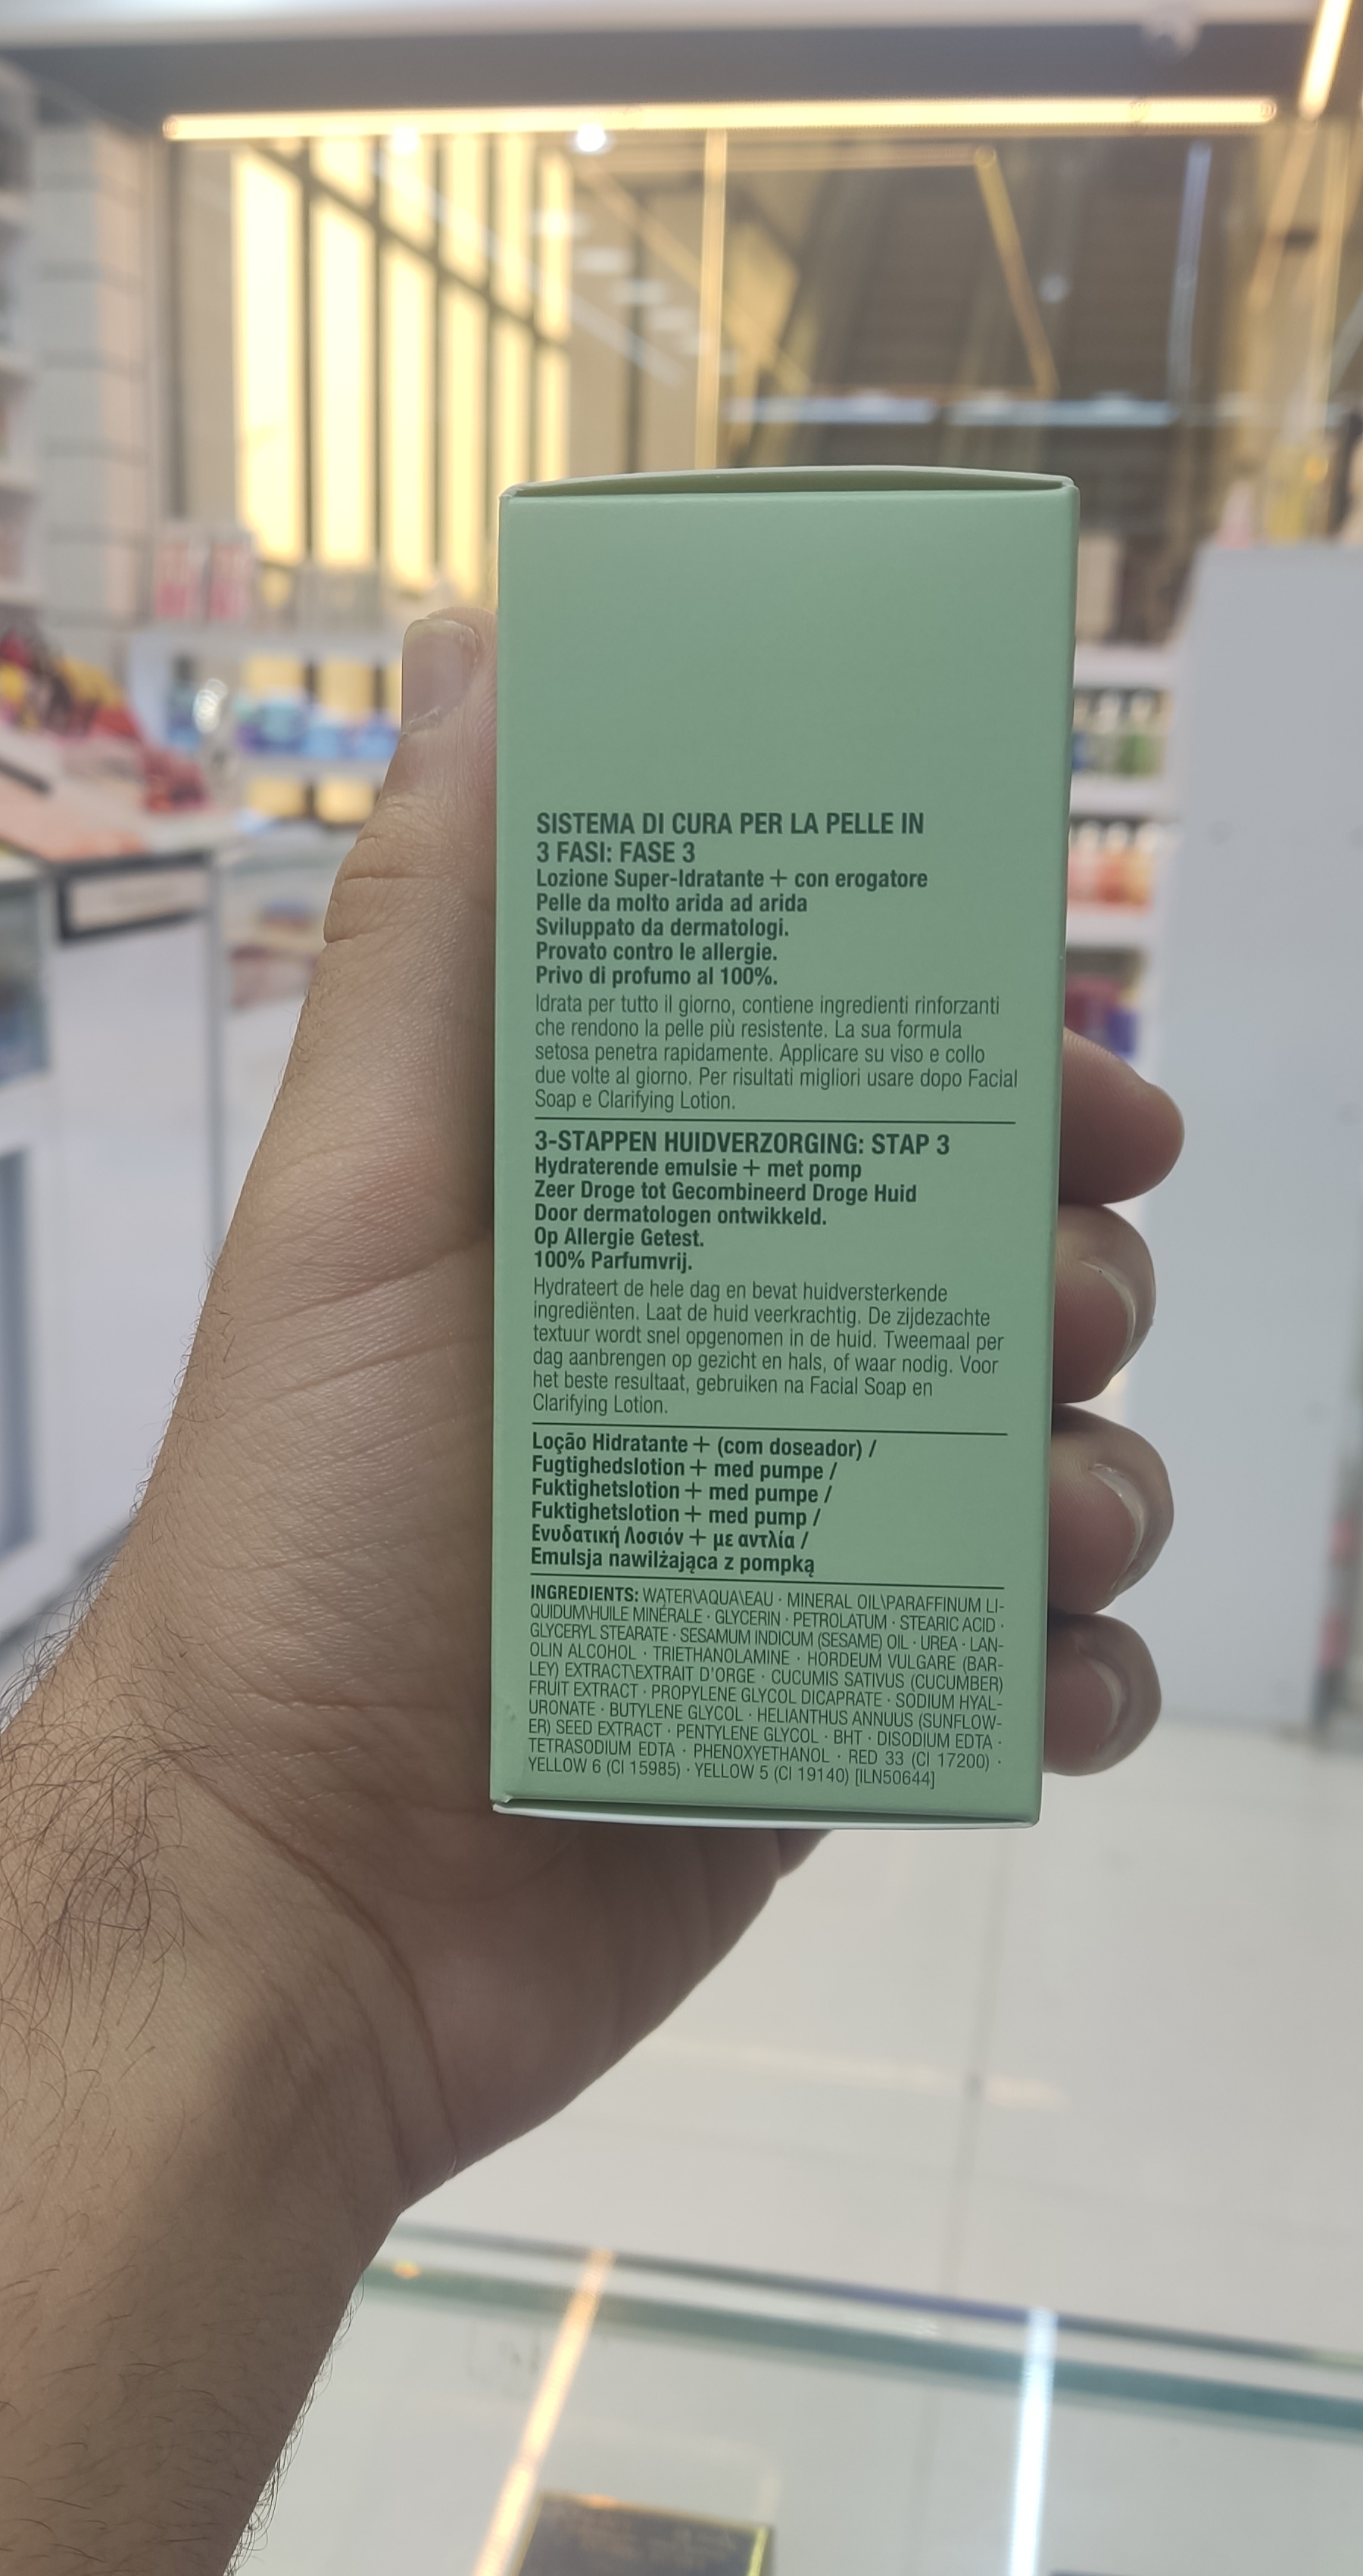 SISTEMA DI CURA PER LA PELLE IN
3 FASI: FASE 3
Lozione Super-Idratante + con erogatore
Pelle da molto arida ad arida
Sviluppato da dermatologi.
Provato contro le allergie.
Privo di profumo al 100%.
Idrata per tutto il giorno, contiene ingredienti rinforzanti
che rendono la pelle più resistente. La sua formula
setosa penetra rapidamente. Applicare su viso e collo
due volte al giorno. Per risultati migliori usare dopo Facial
Soap e Clarifying Lotion.
3-STAPPEN HUIDVERZORGING: STAP 3
Hydraterende emulsie + met pomp
Zeer Droge tot Gecombineerd Droge Huid
Door dermatologen ontwikkeld.
Op Allergie Getest.
100% Parfumvrij.
Hydrateert de hele dag en bevat huidversterkende
ingrediënten. Laat de huid veerkrachtig. De zijdezachte
textuur wordt snel opgenomen in de huid. Tweemaal per
dag aanbrengen op gezicht en hals, of waar nodig. Voor
het beste resultaat, gebruiken na Facial Soap en
Clarifying Lotion.
Loção Hidratante + (com doseador) /
Fugtighedslotion + med pumpe /
Fuktighetslotion + med pumpe /
Fuktighetslotion + med pump /
Ενυδατική Λοσιόν + με αντλία /
Emulsja nawilżająca z pompką
INGREDIENTS: WATER\AQUA\EAU · MINERAL OIL\PARAFFINUM LI-
QUIDUM\HUILE MINÉRALE · GLYCERIN · PETROLATUM · STEARIC ACID ·
GLYCERYL STEARATE · SESAMUM INDICUM (SESAME) OIL · UREA · LAN-
OLIN ALCOHOL · TRIETHANOLAMINE · HORDEUM VULGARE (BAR-
LEY) EXTRACT\EXTRAIT D'ORGE · CUCUMIS SATIVUS (CUCUMBER)
FRUIT EXTRACT · PROPYLENE GLYCOL DICAPRATE · SODIUM HYAL-
URONATE · BUTYLENE GLYCOL · HELIANTHUS ANNUUS (SUNFLOW-
ER) SEED EXTRACT · PENTYLENE GLYCOL · BHT · DISODIUM EDTA ·
TETRASODIUM EDTA · PHENOXYETHANOL · RED 33 (CI 17200) ·
YELLOW 6 (CI 15985) · YELLOW 5 (CI 19140) [ILN50644]